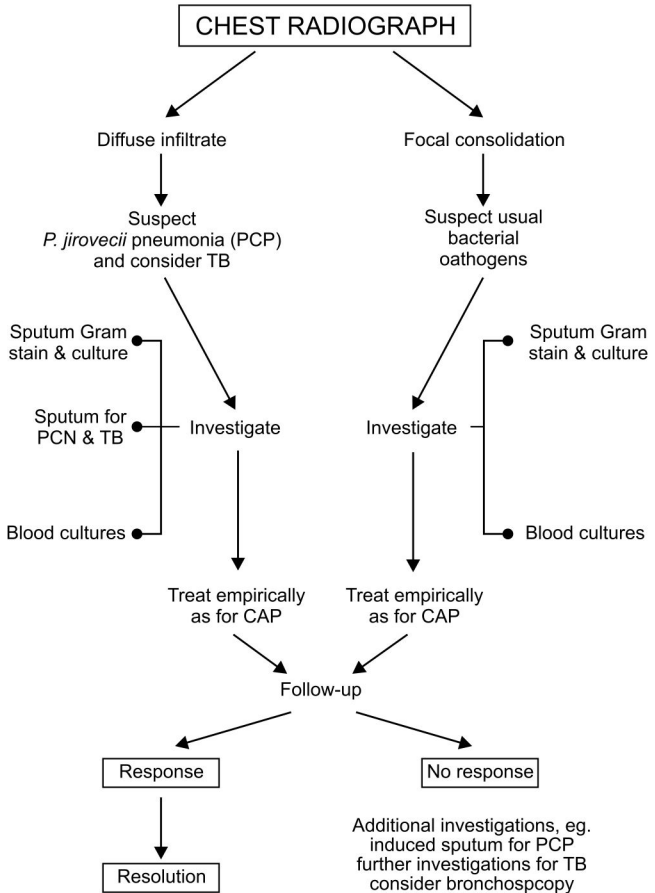 CHEST RADIOGRAPH
Diffuse infiltrate
Focal consolidation
Suspect
P. jirovecii pneumonia (PCP)
and consider TB
Suspect usual
bacterial
oathogens
Sputum Gram
stain & culture
Sputum for
PCN & TB
Blood cultures
Investigate
Investigate
Sputum Gram
stain & culture
Blood cultures
Treat empirically
as for CAP
Treat empirically
as for CAP
Follow-up
Response
No response
Resolution
Additional investigations, eg.
induced sputum for PCP
further investigations for TB
consider bronchospcopy